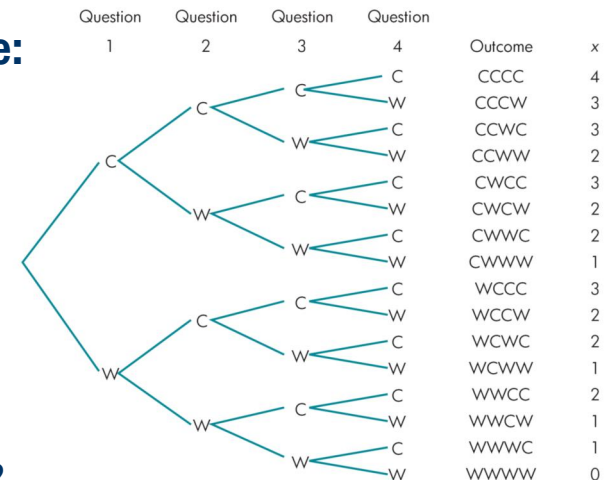 Question Question Question Question
e: 1 2 3 4 Outcome x
C CCCC 4
C
W CCCW 3
C
C CCWC 3
W
W CCWW 2
C
C CWCC 3
C
W CWCW 2
W
C CWWC 2
W
W CWWW 1
C WCCC 3
C
W WCCW 2
C
C WCWC 2
W
W WCWW 1
W
C WWCC 2
C
W WWCW 1
W
C WWWC 1
W
W WWWW 0